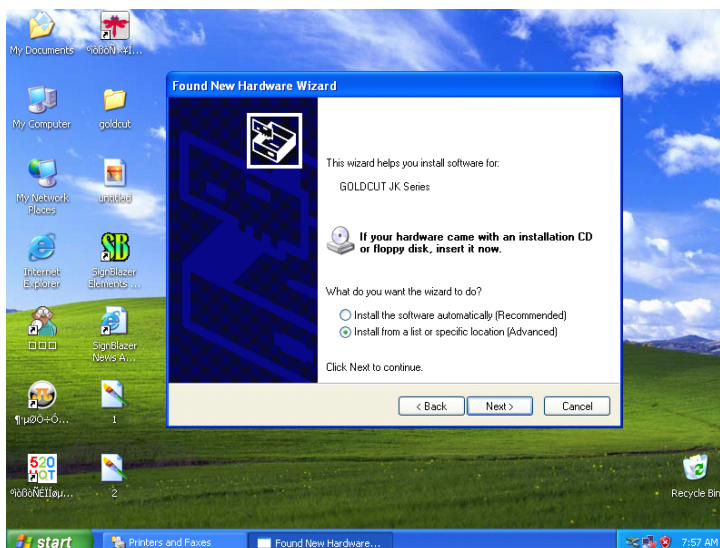 My Documents
My Computer
goldcut
My Network
Places
untitled
Internet
Explorer
SignBlazer
Elements ...
SignBlazer
News A...
1
520
HOT
2
Found New Hardware Wizard
This wizard helps you install software for:
GOLDCUT JK Series
If your hardware came with an installation CD
or floppy disk, insert it now.
What do you want the wizard to do?
Install the software automatically (Recommended)
Install from a list or specific location (Advanced)
Click Next to continue.
< Back
Next >
Cancel
Recycle Bin
start
Printers and Faxes
Found New Hardware...
7:57 AM